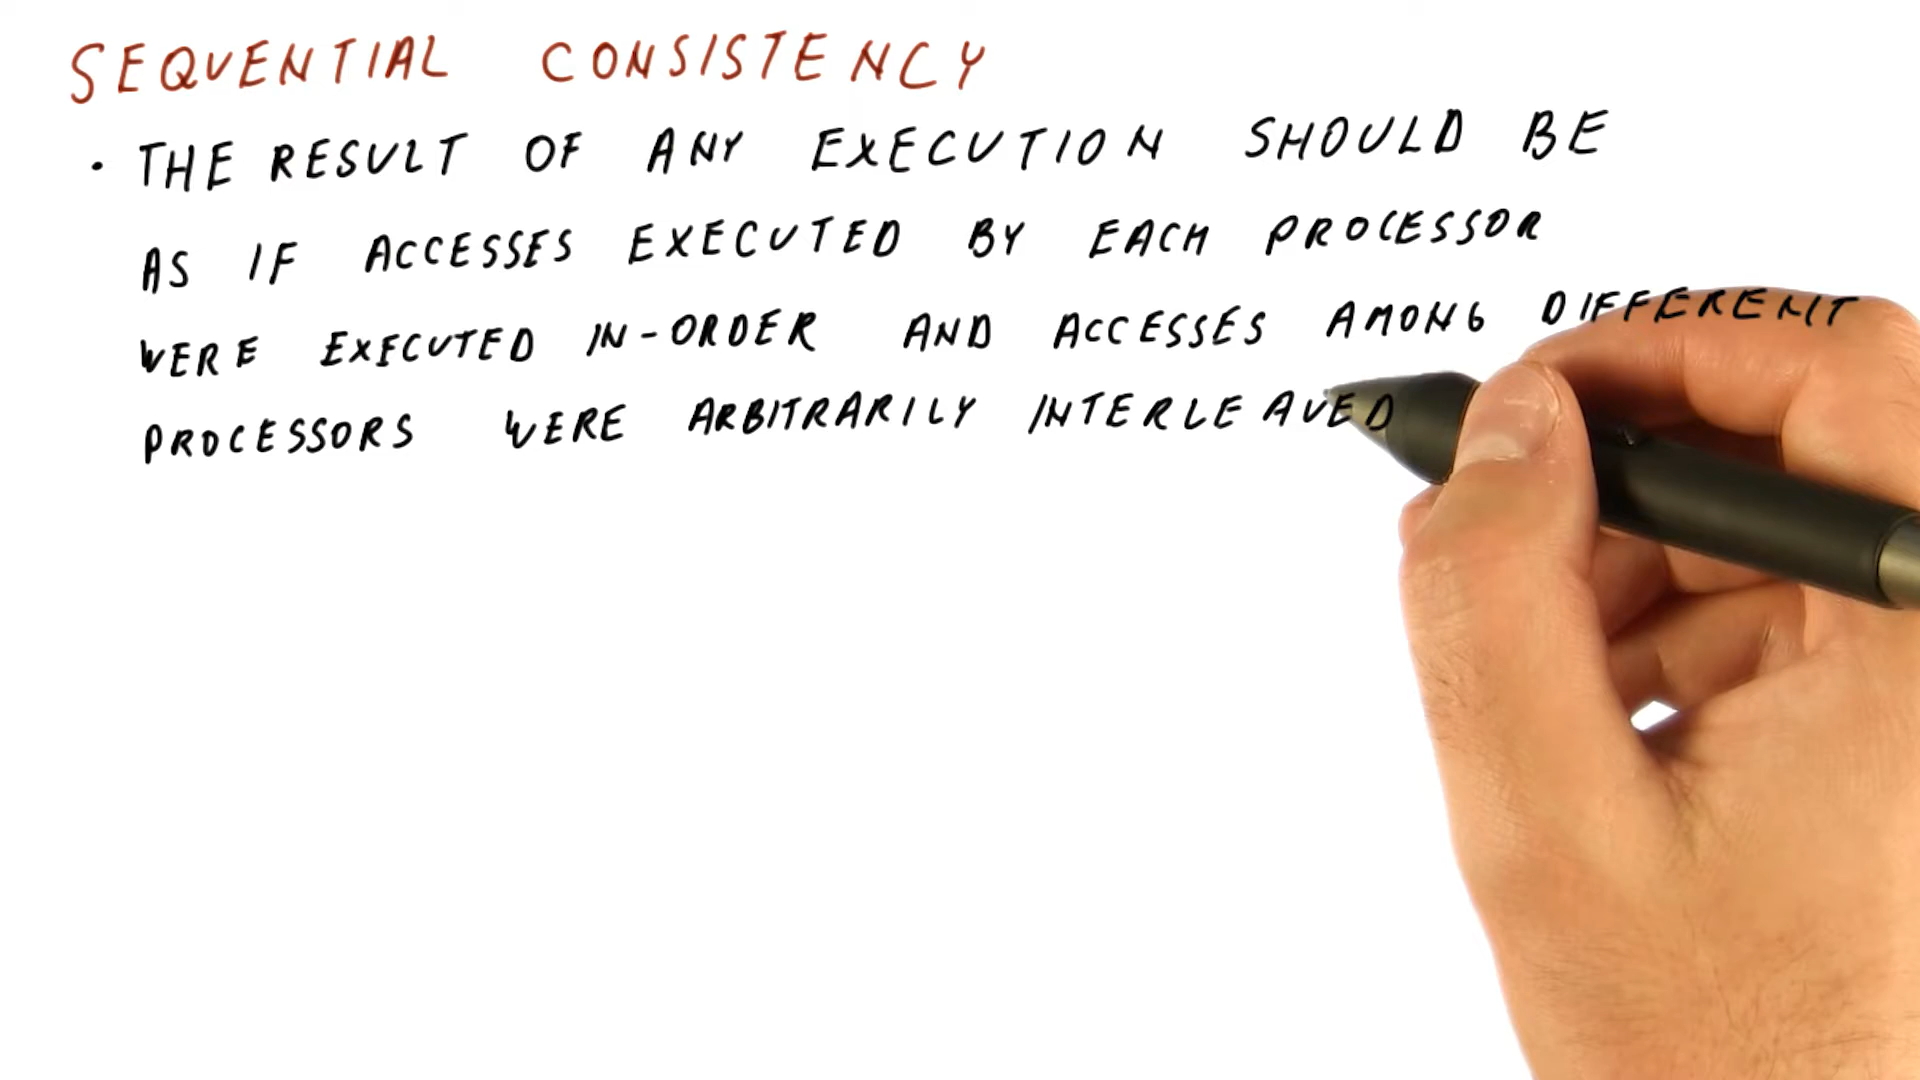 SEQUENTIAL CONSISTENCY
• THE RESULT OF ANY EXECUTION SHOULD BE
AS IF ACCESSES EXECUTED BY EACH PROCESSOR
WERE EXECUTED IN-ORDER AND ACCESSES AMONG DIFFERENT
PROCESSORS WERE ARBITRARILY INTERLEAVED